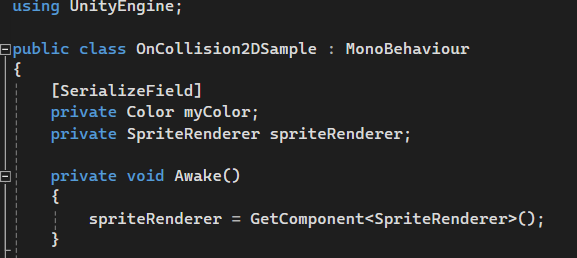 using UnityEngine;
public class OnCollision2DSample : MonoBehaviour
{
[SerializeField]
private Color myColor;
private SpriteRenderer spriteRenderer;
private void Awake()
{
spriteRenderer = GetComponent<SpriteRenderer>();
}